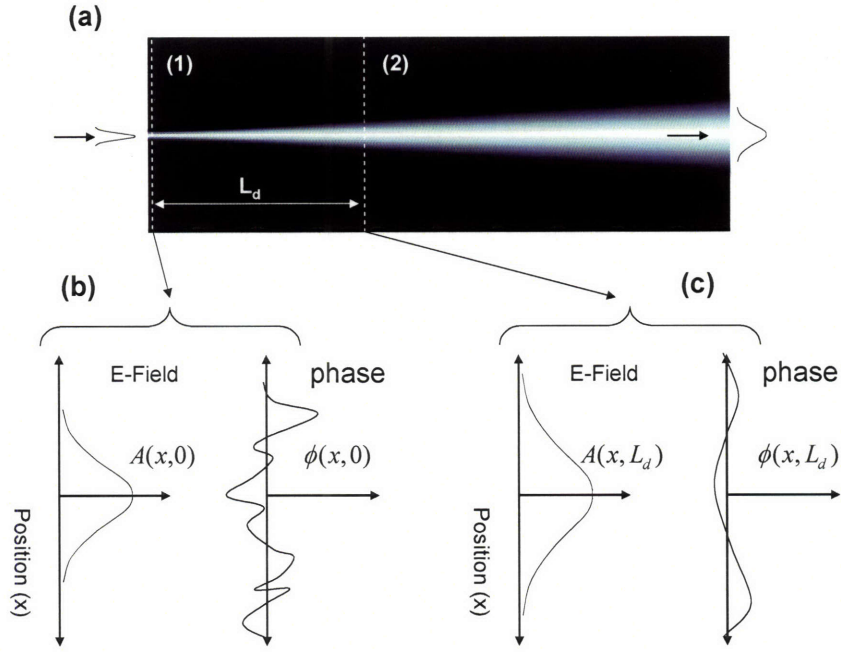 (a)
(1)
(2)
L_d
(b)
(c)
E-Field
phase
A(x,0)
ϕ(x,0)
Position (x)
E-Field
phase
A(x, L_d)
ϕ(x, L_d)
Position (x)